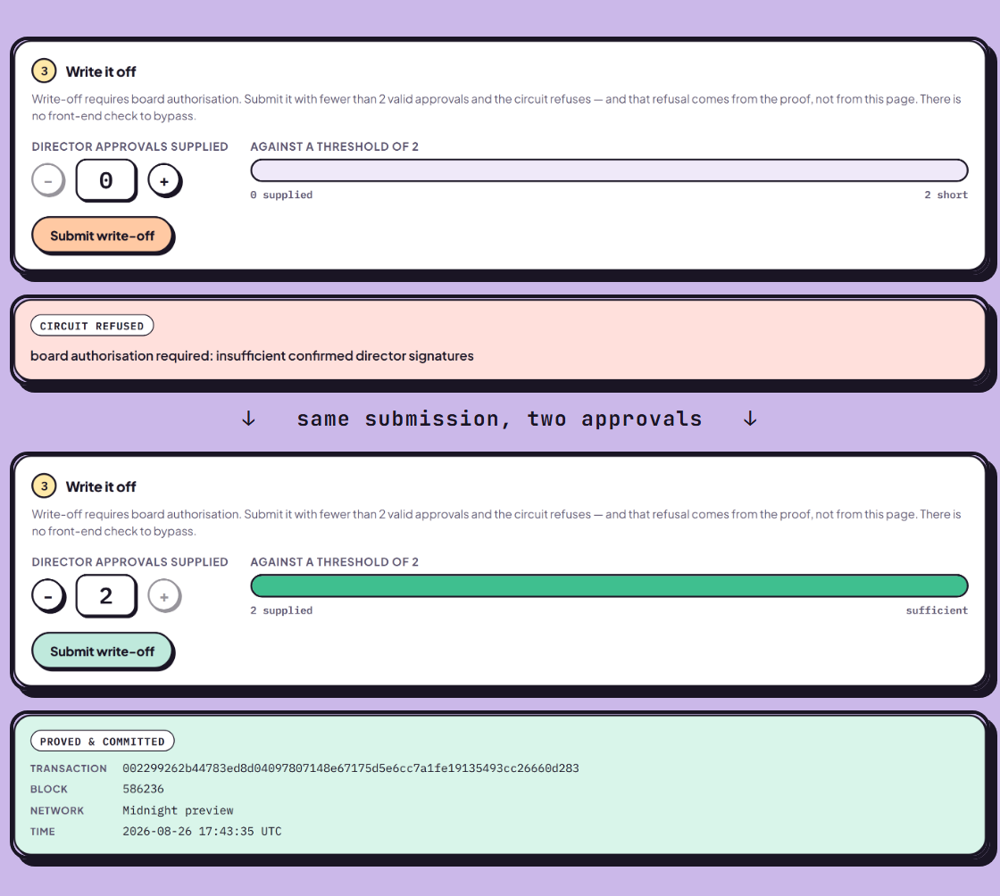 3 Write it off
Write-off requires board authorisation. Submit it with fewer than 2 valid approvals and the circuit refuses — and that refusal comes from the proof, not from this page. There is
no front-end check to bypass.
DIRECTOR APPROVALS SUPPLIED AGAINST A THRESHOLD OF 2
- 0 +
0 supplied 2 short
Submit write-off
CIRCUIT REFUSED
board authorisation required: insufficient confirmed director signatures
↓ same submission, two approvals ↓
3 Write it off
Write-off requires board authorisation. Submit it with fewer than 2 valid approvals and the circuit refuses — and that refusal comes from the proof, not from this page. There is
no front-end check to bypass.
DIRECTOR APPROVALS SUPPLIED AGAINST A THRESHOLD OF 2
- 2 +
2 supplied sufficient
Submit write-off
PROVED & COMMITTED
TRANSACTION 002299262b44783ed8d04097807148e67175d5e6cc7a1fe19135493cc26660d283
BLOCK 586236
NETWORK Midnight preview
TIME 2026-08-26 17:43:35 UTC